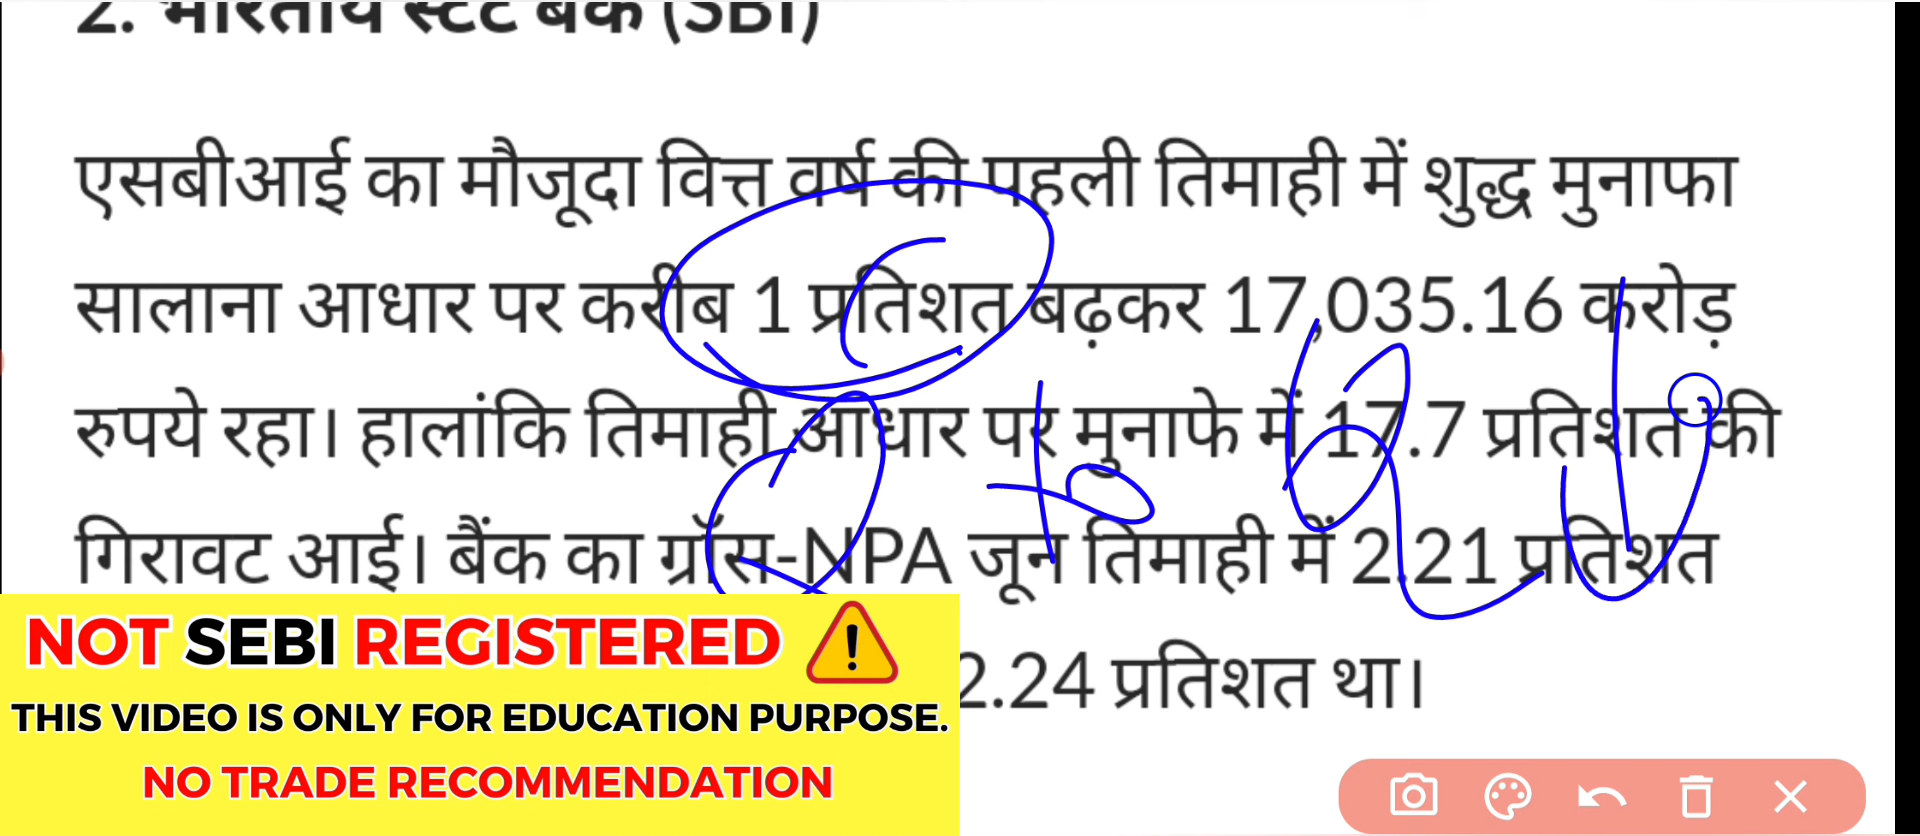 2. भारतीय स्टेट बैंक (SBI)
एसबीआई का मौजूदा वित्त वर्ष की पहली तिमाही में शुद्ध मुनाफा
सालाना आधार पर करीब 1 प्रतिशत बढ़कर 17,035.16 करोड़
रुपये रहा। हालांकि तिमाही आधार पर मुनाफे में 17.7 प्रतिशत की
गिरावट आई। बैंक का ग्रॉस-NPA जून तिमाही में 2.21 प्रतिशत
2.24 प्रतिशत था।
NOT SEBI REGISTERED
THIS VIDEO IS ONLY FOR EDUCATION PURPOSE.
NO TRADE RECOMMENDATION